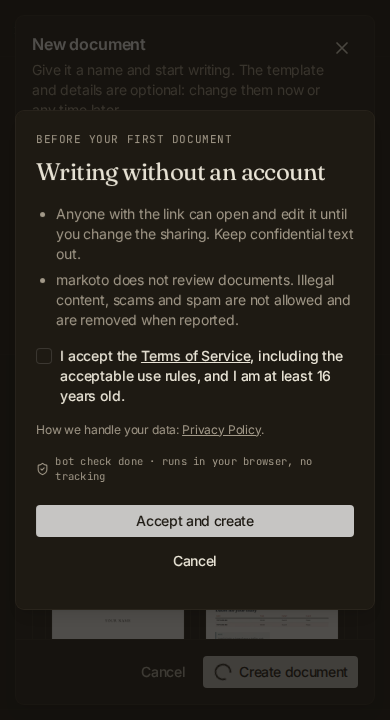 New document
Give it a name and start writing. The template
and details are optional: change them now or
any time later.
BEFORE YOUR FIRST DOCUMENT
Writing without an account
• Anyone with the link can open and edit it until
you change the sharing. Keep confidential text
out.
• markoto does not review documents. Illegal
content, scams and spam are not allowed and
are removed when reported.
I accept the Terms of Service, including the
acceptable use rules, and I am at least 16
years old.
How we handle your data: Privacy Policy.
bot check done · runs in your browser, no
tracking
Accept and create
Cancel
Cancel
Create document